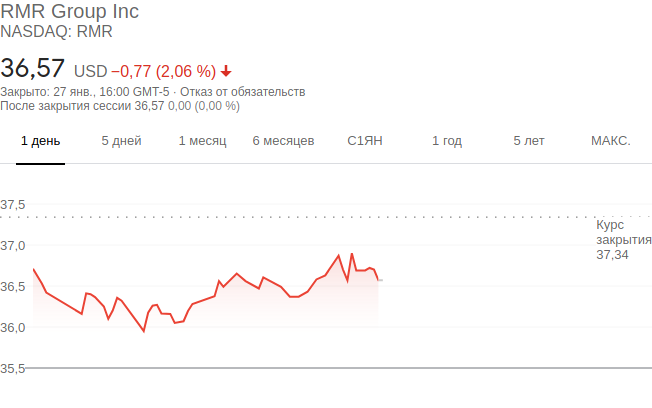 RMR Group Inc
NASDAQ: RMR
36,57 USD −0,77 (2,06 %)
Закрыто: 27 янв., 16:00 GMT-5 · Отказ от обязательств
После закрытия сессии 36,57 0,00 (0,00 %)
1 день 5 дней 1 месяц 6 месяцев С1ЯН 1 год 5 лет МАКС.
37,5
Курс
закрытия
37,34
37,0
36,5
36,0
35,5